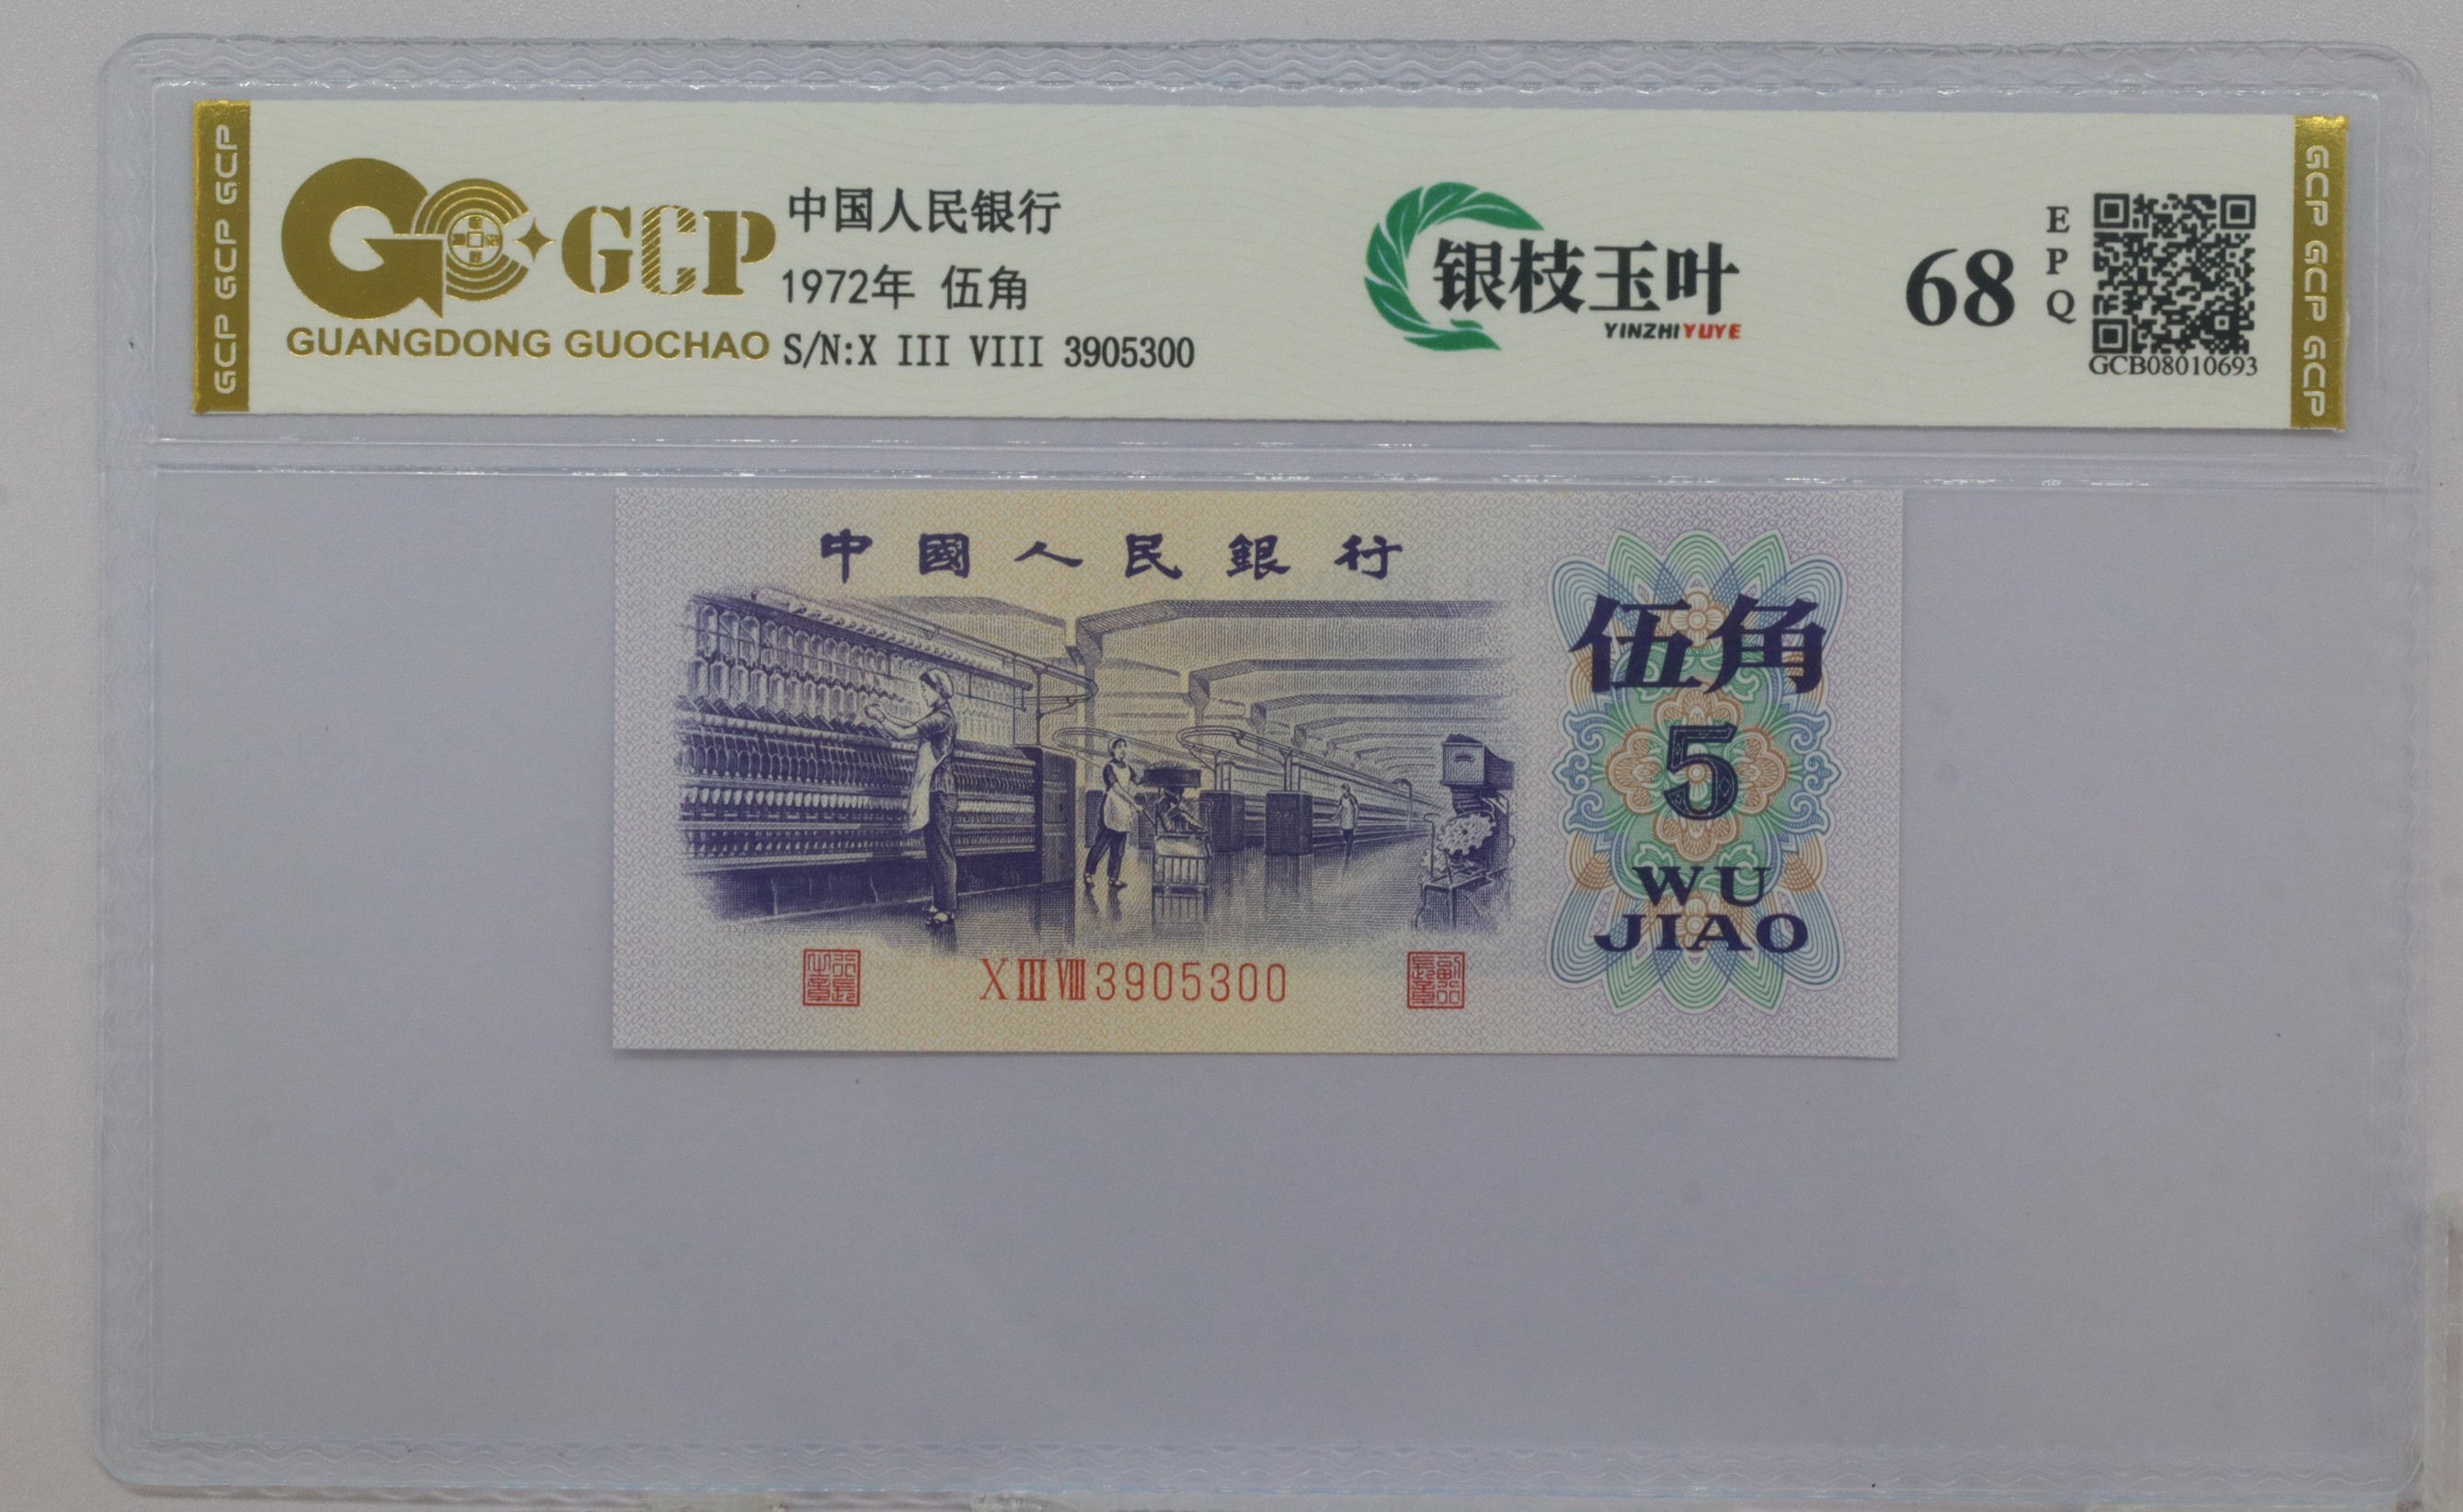 GCP GCP GCP
GCP
GUANGDONG GUOCHAO
中国人民银行
1972年 伍角
S/N:X III VIII 3905300
银枝玉叶
YINZHIYUYE
68
EPQ
GCB08010693
GCP GCP GCP
中國人民銀行
伍角
5
WU
JIAO
X III VIII 3905300